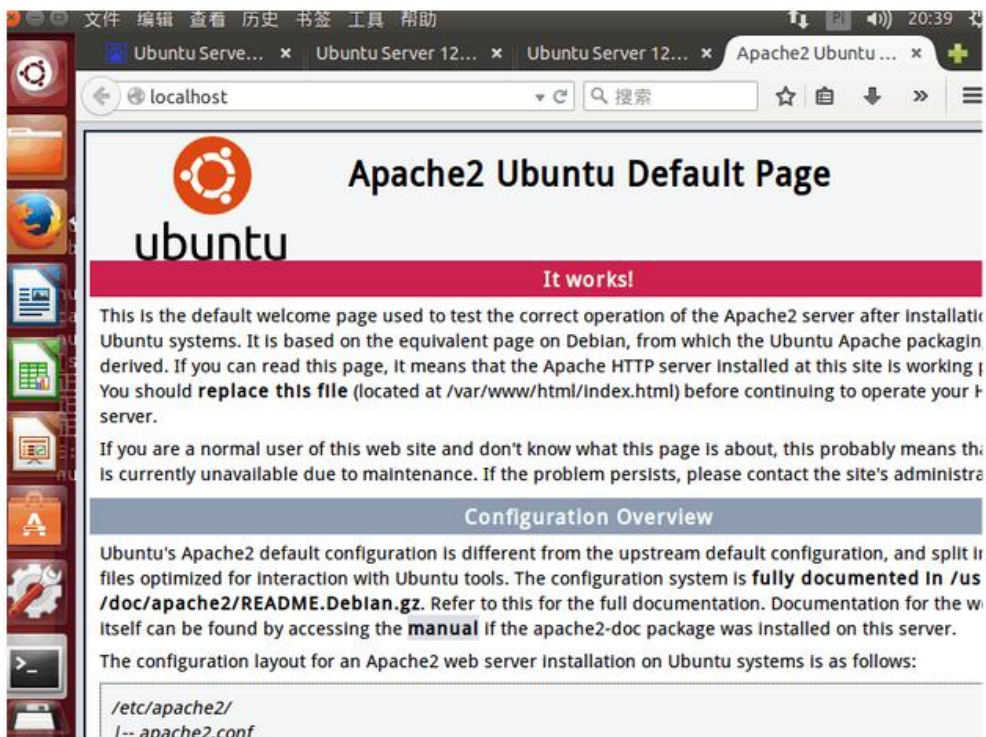 文件 编辑 查看 历史 书签 工具 帮助 20:39
Ubuntu Serve... × Ubuntu Server 12... × Ubuntu Server 12... × Apache2 Ubuntu ... ×
localhost 搜索
Apache2 Ubuntu Default Page
ubuntu
It works!
This is the default welcome page used to test the correct operation of the Apache2 server after
Ubuntu systems. It is based on the equivalent page on Debian, from which the Ubuntu Apache
derived. If you can read this page, it means that the Apache HTTP server installed at this site is working
You should replace this file (located at /var/www/html/index.html) before continuing to operate your
server.
If you are a normal user of this web site and don't know what this page is about, this probably means
is currently unavailable due to maintenance. If the problem persists, please contact the site's
Configuration Overview
Ubuntu's Apache2 default configuration is different from the upstream default configuration, and split
files optimized for interaction with Ubuntu tools. The configuration system is fully documented in /us
/doc/apache2/README.Debian.gz. Refer to this for the full documentation. Documentation for the
itself can be found by accessing the manual if the apache2-doc package was installed on this server.
The configuration layout for an Apache2 web server installation on Ubuntu systems is as follows:
/etc/apache2/
|-- apache2.conf